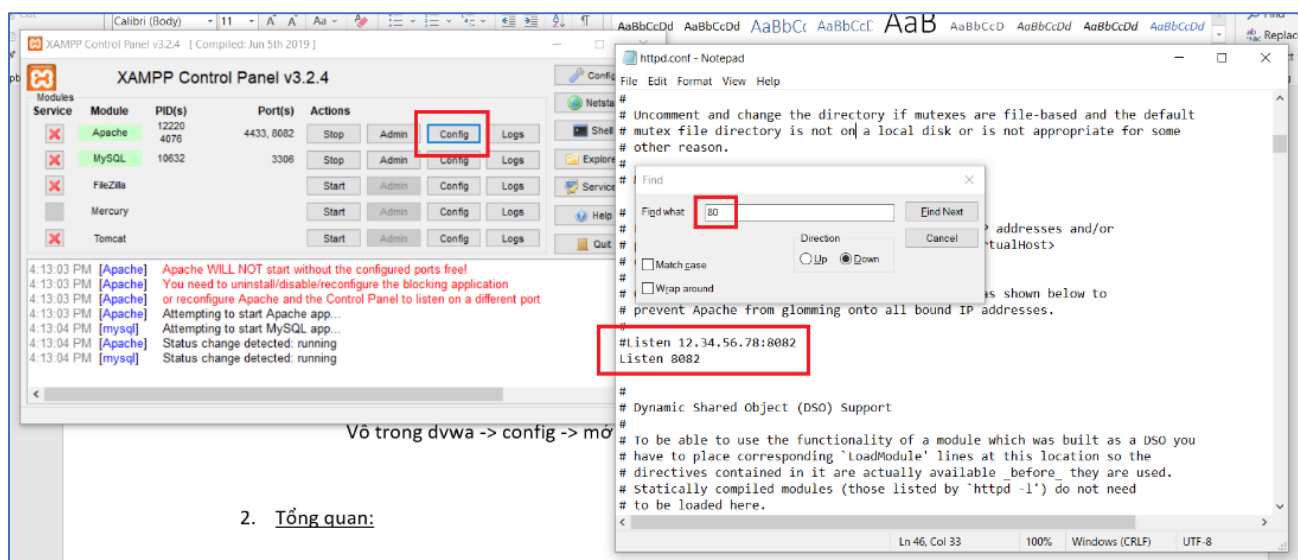 Calibri (Body) 11 A A Aa
AaBbCcDd AaBbCcDd AaBbCc AaBbCcC AaB AaBbCcD AaBbCcDd AaBbCcDd AaBbCcDd
Replac
XAMPP Control Panel v3.2.4 [ Compiled: Jun 5th 2019 ]
XAMPP Control Panel v3.2.4
Config
Modules
Service Module PID(s) Port(s) Actions
Netsta
Apache 12220 4076 4433, 8082 Stop Admin Config Logs
Shell
MySQL 10632 3306 Stop Admin Config Logs
Explore
FileZilla Start Admin Config Logs
Service
Mercury Start Admin Config Logs
Help
Tomcat Start Admin Config Logs
Quit
4:13:03 PM [Apache] Apache WILL NOT start without the configured ports free!
4:13:03 PM [Apache] You need to uninstall/disable/reconfigure the blocking application
4:13:03 PM [Apache] or reconfigure Apache and the Control Panel to listen on a different port
4:13:03 PM [Apache] Attempting to start Apache app...
4:13:04 PM [mysql] Attempting to start MySQL app...
4:13:04 PM [Apache] Status change detected: running
4:13:04 PM [mysql] Status change detected: running
Vô trong dvwa -> config -> mớ
2. Tổng quan:
httpd.conf - Notepad
File Edit Format View Help
#
# Uncomment and change the directory if mutexes are file-based and the default
# mutex file directory is not on a local disk or is not appropriate for some
# other reason.
#
#
Find
Find what: 80 Find Next
Direction
Up Down
Cancel
Match case
Wrap around
addresses and/or
rtualHost>
s shown below to
# prevent Apache from glomming onto all bound IP addresses.
#
#Listen 12.34.56.78:8082
Listen 8082
#
# Dynamic Shared Object (DSO) Support
#
# To be able to use the functionality of a module which was built as a DSO you
# have to place corresponding `LoadModule' lines at this location so the
# directives contained in it are actually available _before_ they are used.
# Statically compiled modules (those listed by `httpd -l') do not need
# to be loaded here.
Ln 46, Col 33 100% Windows (CRLF) UTF-8